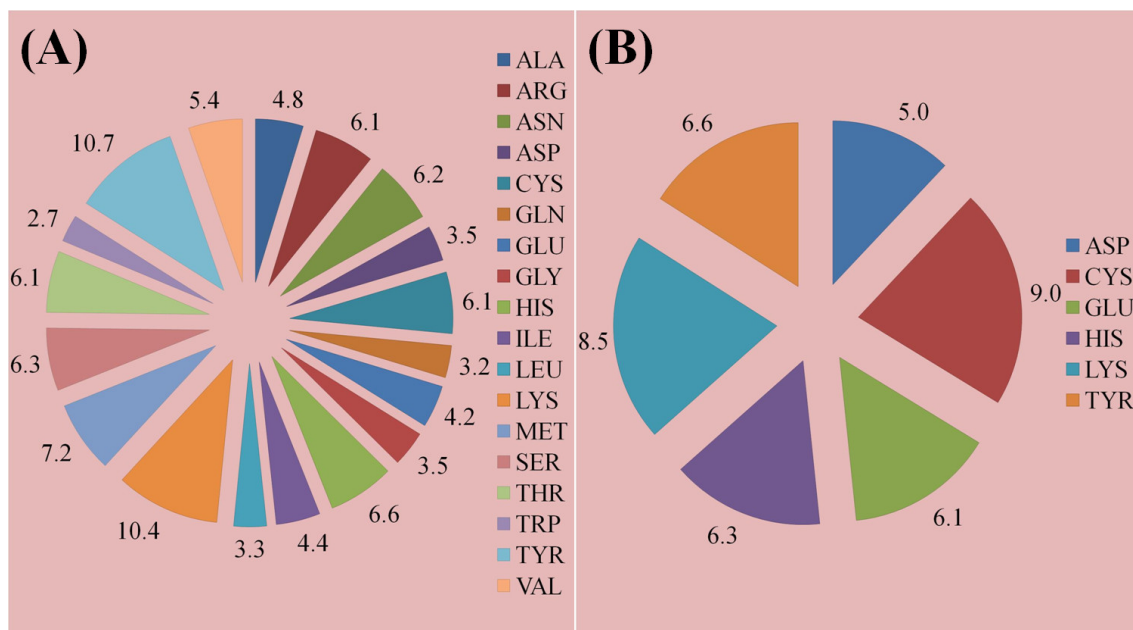 (A)
4.8
6.1
6.2
3.5
6.1
3.2
4.2
3.5
6.6
4.4
3.3
10.4
7.2
6.3
6.1
2.7
10.7
5.4
ALA
ARG
ASN
ASP
CYS
GLN
GLU
GLY
HIS
ILE
LEU
LYS
MET
SER
THR
TRP
TYR
VAL
(B)
5.0
9.0
6.1
6.3
8.5
6.6
ASP
CYS
GLU
HIS
LYS
TYR